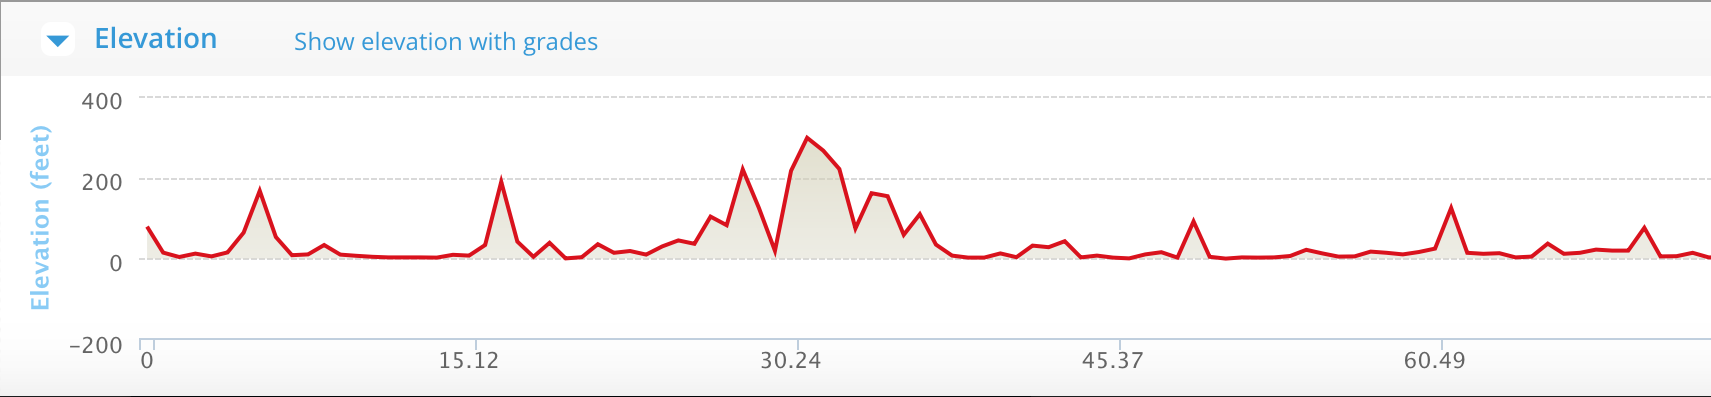 Elevation
Show elevation with grades
Elevation (feet)
400
200
0
–200
0 15.12 30.24 45.37 60.49